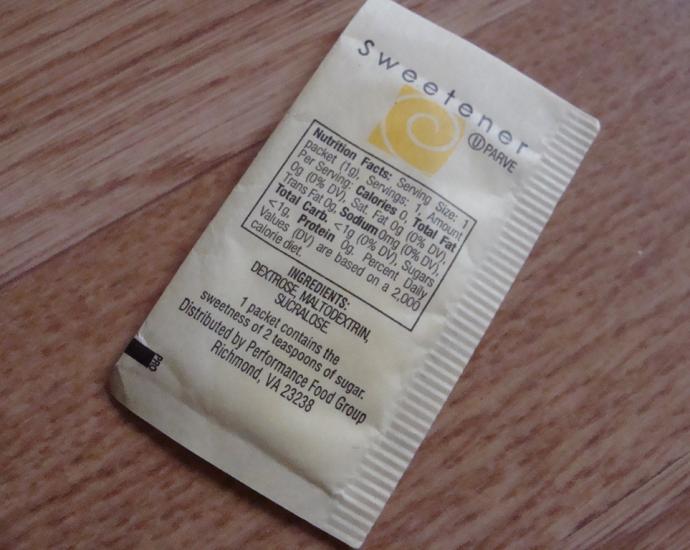 Sweetener
Ⓤ PARVE
Nutrition Facts: Serving Size: 1
packet (1g), Servings: 1, Amount
Per Serving: Calories 0, Total Fat
0g (0% DV), Sat. Fat 0g (0% DV),
Trans Fat 0g, Sodium 0mg (0% DV),
Total Carb. <1g (0% DV), Sugars
<1g, Protein 0g. Percent Daily
Values (DV) are based on a 2,000
calorie diet.
INGREDIENTS:
DEXTROSE, MALTODEXTRIN,
SUCRALOSE.
1 packet contains the
sweetness of 2 teaspoons of sugar.
Distributed by Performance Food Group
Richmond, VA 23238